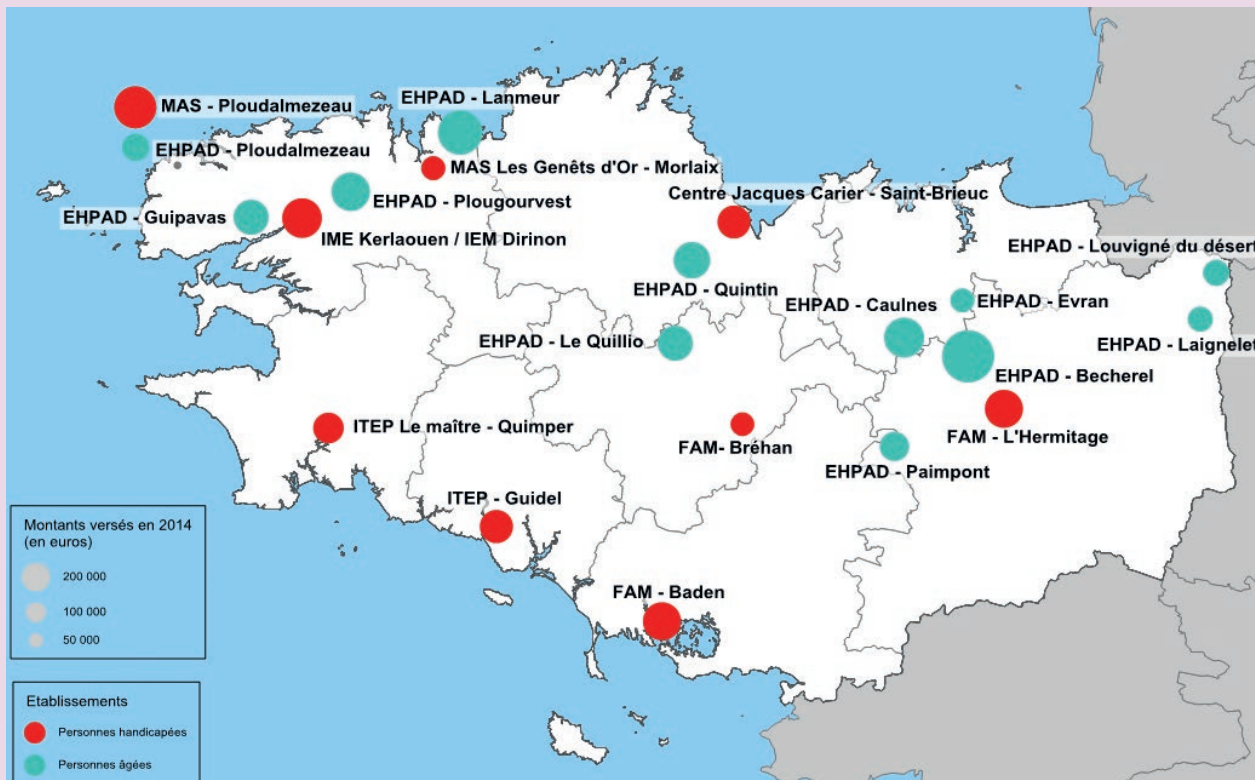 EHPAD - Lanmeur
MAS - Ploudalmezeau
EHPAD - Ploudalmezeau
MAS Les Genêts d'Or - Morlaix
Centre Jacques Carier - Saint-Brieuc
EHPAD - Plougourvest
EHPAD - Guipavas
IME Kerlaouen / IEM Dirinon
EHPAD - Louvigné du désert
EHPAD - Quintin
EHPAD - Caulnes
EHPAD - Evran
EHPAD - Le Quillio
EHPAD - Laignelet
EHPAD - Becherel
ITEP Le maître - Quimper
FAM- Bréhan
FAM - L'Hermitage
EHPAD - Paimpont
ITEP - Guidel
FAM - Baden
Montants versés en 2014
(en euros)
200 000
100 000
50 000
Etablissements
Personnes handicapées
Personnes âgées